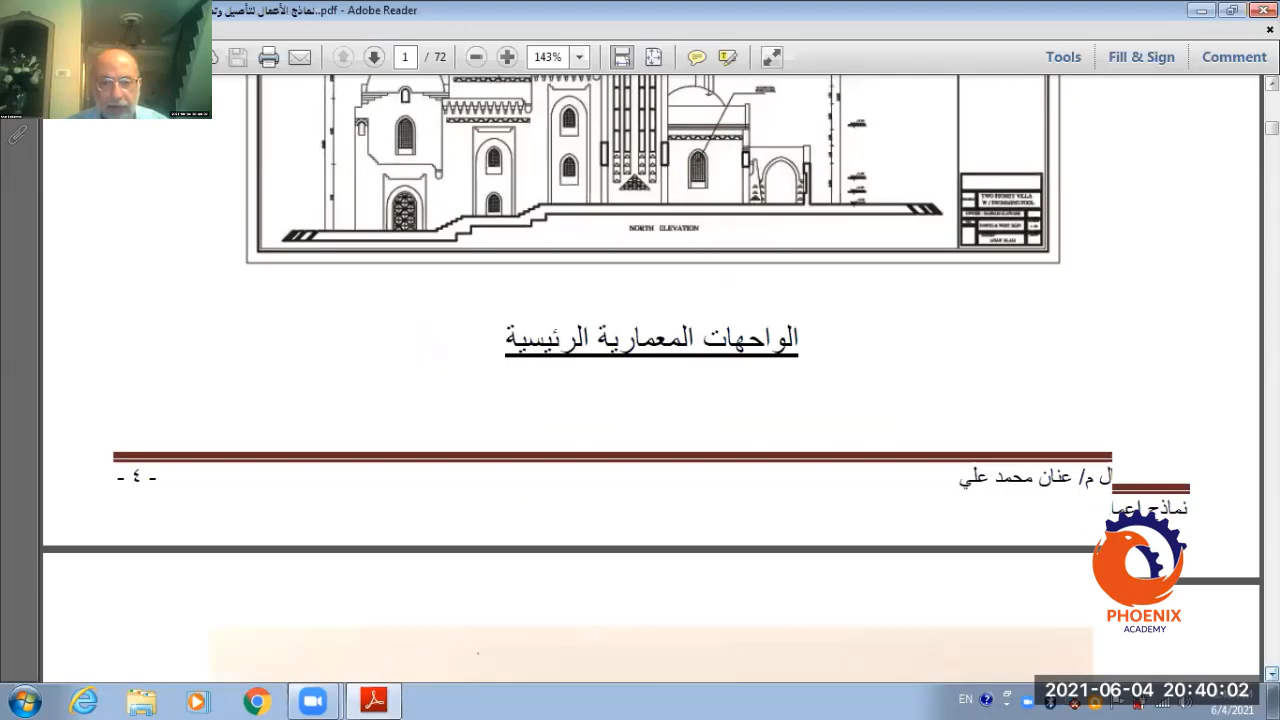 نماذج الأعمال لتأصيل وتم..pdf - Adobe Reader
1 / 72
143%
Tools
Fill & Sign
Comment
TWO STOREY VILLA
W / SWIMMING POOL
NORTH ELEVATION
الواجهات المعمارية الرئيسية
ل م/ عنان محمد علي
- ٤ -
نماذج اعما
PHOENIX
ACADEMY
EN
2021-06-04 20:40:02
6/4/2021